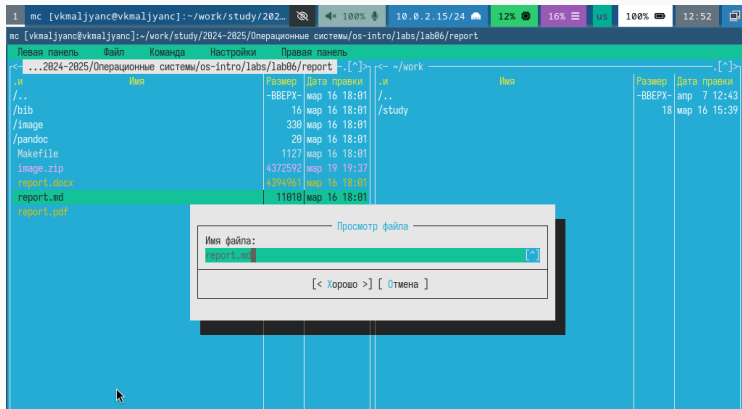 1 mc [vkmaljyanc@vkmaljyanc]:~/work/study/202… 100% 10.0.2.15/24 12% 16% us 100% 12:52
mc [vkmaljyanc@vkmaljyanc]:~/work/study/2024-2025/Операционные системы/os-intro/labs/lab06/report
Левая панель Файл Команда Настройки Правая панель
<- ...2024-2025/Операционные системы/os-intro/labs/lab06/report -.[^]> <- ~/work .[^]>
.и Имя Размер Дата правки .и Имя Размер Дата правки
/.. -ВВЕРХ- мар 16 18:01 /.. -ВВЕРХ- апр 7 12:43
/bib 16 мар 16 18:01 /study 18 мар 16 15:39
/image 330 мар 16 18:01
/pandoc 20 мар 16 18:01
Makefile 1127 мар 16 18:01
image.zip 4372592 мар 19 19:37
report.docx 4394961 мар 16 18:01
report.md 11010 мар 16 18:01
report.pdf
Просмотр файла
Имя файла:
report.md [^]
[< Хорошо >] [ Отмена ]